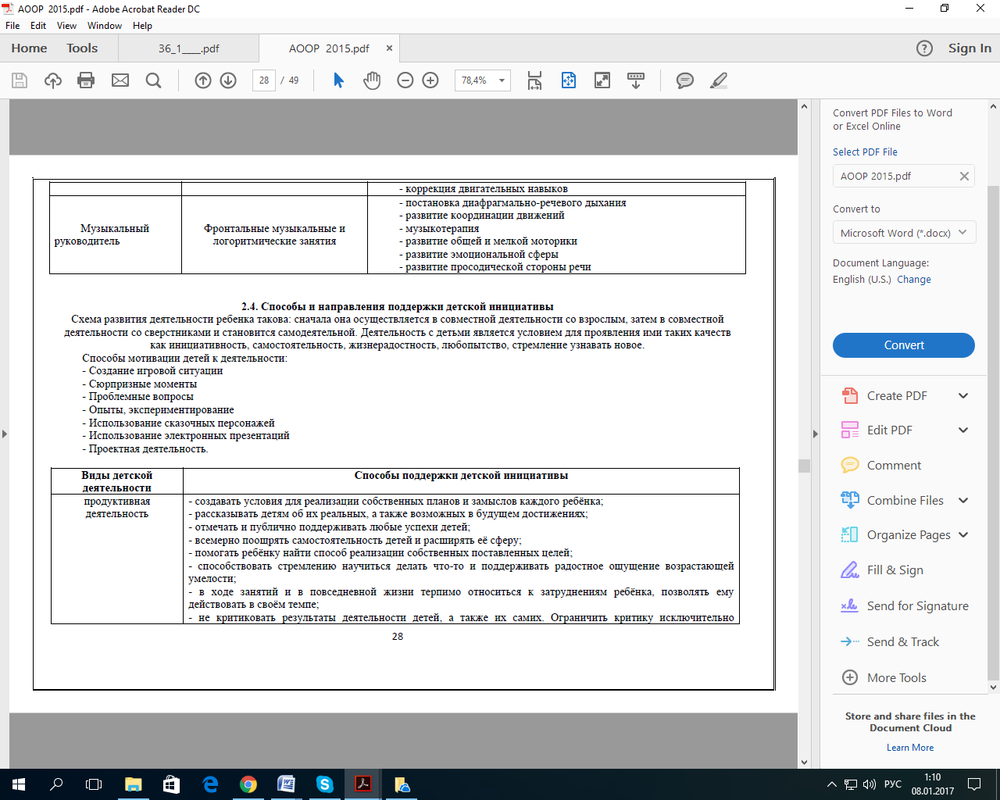 AOOP 2015.pdf - Adobe Acrobat Reader DC
File Edit View Window Help
Home Tools 36_1____.pdf AOOP 2015.pdf × Sign In
28 / 49 78,4%
- коррекция двигательных навыков
Музыкальный руководитель
Фронтальные музыкальные и
логоритмические занятия
- постановка диафрагмально-речевого дыхания
- развитие координации движений
- музыкотерапия
- развитие общей и мелкой моторики
- развитие эмоциональной сферы
- развитие просодической стороны речи
2.4. Способы и направления поддержки детской инициативы
Схема развития деятельности ребенка такова: сначала она осуществляется в совместной деятельности со взрослым, затем в совместной
деятельности со сверстниками и становится самодеятельной. Деятельность с детьми является условием для проявления ими таких качеств
как инициативность, самостоятельность, жизнерадостность, любопытство, стремление узнавать новое.
Способы мотивации детей к деятельности:
- Создание игровой ситуации
- Сюрпризные моменты
- Проблемные вопросы
- Опыты, экспериментирование
- Использование сказочных персонажей
- Использование электронных презентаций
- Проектная деятельность.
Виды детской
деятельности
Способы поддержки детской инициативы
продуктивная
деятельность
- создавать условия для реализации собственных планов и замыслов каждого ребёнка;
- рассказывать детям об их реальных, а также возможных в будущем достижениях;
- отмечать и публично поддерживать любые успехи детей;
- всемерно поощрять самостоятельность детей и расширять её сферу;
- помогать ребёнку найти способ реализации собственных поставленных целей;
- способствовать стремлению научиться делать что-то и поддерживать радостное ощущение возрастающей
умелости;
- в ходе занятий и в повседневной жизни терпимо относиться к затруднениям ребёнка, позволять ему
действовать в своём темпе;
- не критиковать результаты деятельности детей, а также их самих. Ограничить критику исключительно
28
Convert PDF Files to Word
or Excel Online
Select PDF File
AOOP 2015.pdf
Convert to
Microsoft Word (*.docx)
Document Language:
English (U.S.) Change
Convert
Create PDF
Edit PDF
Comment
Combine Files
Organize Pages
Fill & Sign
Send for Signature
Send & Track
More Tools
Store and share files in the
Document Cloud
Learn More
РУС
1:10
08.01.2017